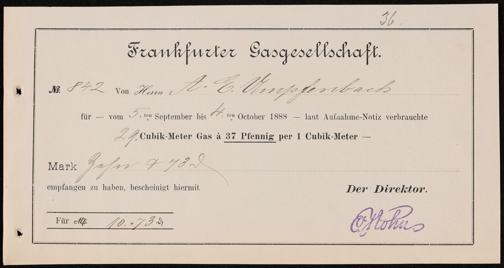 36
Frankfurter Gasgesellschaft.
№ 842 Von Herrn A. E. Umpfenbach
für — vom 5.ten September bis 4.ten October 1888 — laut Aufnahme-Notiz verbrauchte
29 Cubik-Meter Gas à 37 Pfennig per 1 Cubik-Meter —
Mark Zehn & 73 d
empfangen zu haben, bescheinigt hiermit
Der Direktor.
Für Mk 10.-73 d